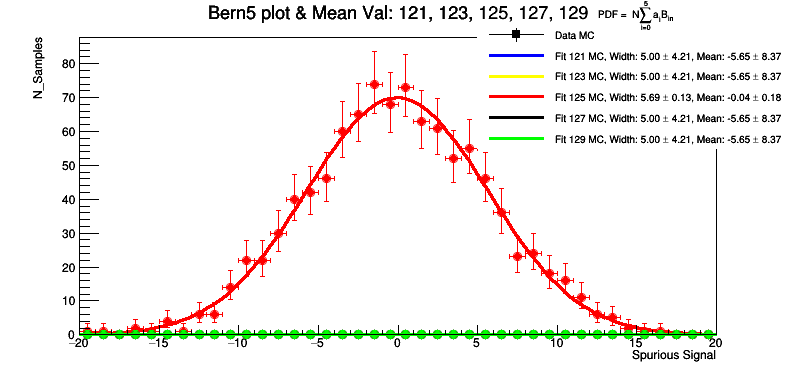 Bern5 plot & Mean Val: 121, 123, 125, 127, 129 PDF = N∑ aᵢBᵢₙ
5
i=0
Data MC
Fit 121 MC, Width: 5.00 ± 4.21, Mean: -5.65 ± 8.37
Fit 123 MC, Width: 5.00 ± 4.21, Mean: -5.65 ± 8.37
Fit 125 MC, Width: 5.69 ± 0.13, Mean: -0.04 ± 0.18
Fit 127 MC, Width: 5.00 ± 4.21, Mean: -5.65 ± 8.37
Fit 129 MC, Width: 5.00 ± 4.21, Mean: -5.65 ± 8.37
N_Samples
80
70
60
50
40
30
20
10
0
−20 −15 −10 −5 0 5 10 15 20
Spurious Signal